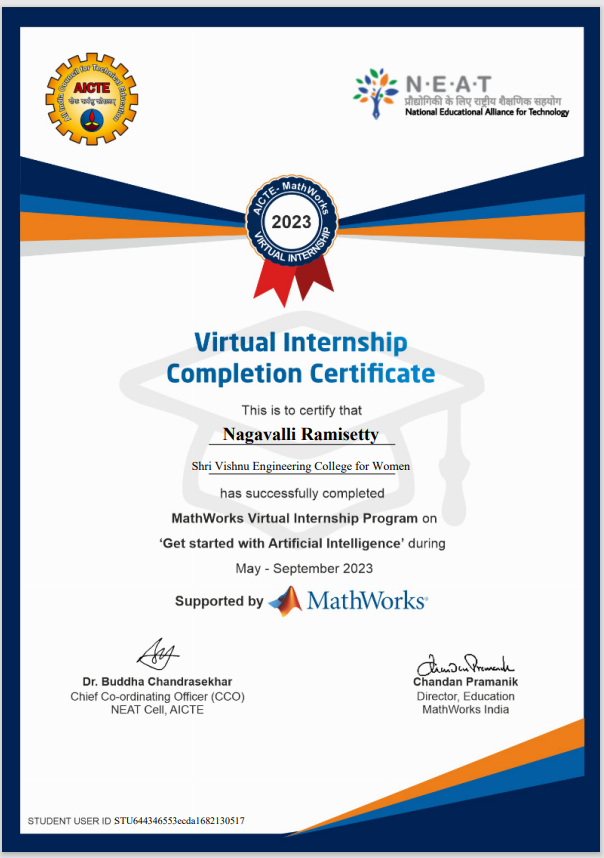 All India Council for Technical Education
AICTE
N·E·A·T
प्रौद्योगिकी के लिए राष्ट्रीय शैक्षणिक सहयोग
National Educational Alliance for Technology
AICTE- MathWorks
2023
VIRTUAL INTERNSHIP
Virtual Internship
Completion Certificate
This is to certify that
Nagavalli Ramisetty
Shri Vishnu Engineering College for Women
has successfully completed
MathWorks Virtual Internship Program on
‘Get started with Artificial Intelligence’ during
May - September 2023
Supported by MathWorks®
Chandan Pramanik
Dr. Buddha Chandrasekhar
Chief Co-ordinating Officer (CCO)
NEAT Cell, AICTE
Chandan Pramanik
Director, Education
MathWorks India
STUDENT USER ID STU644346553ecda1682130517